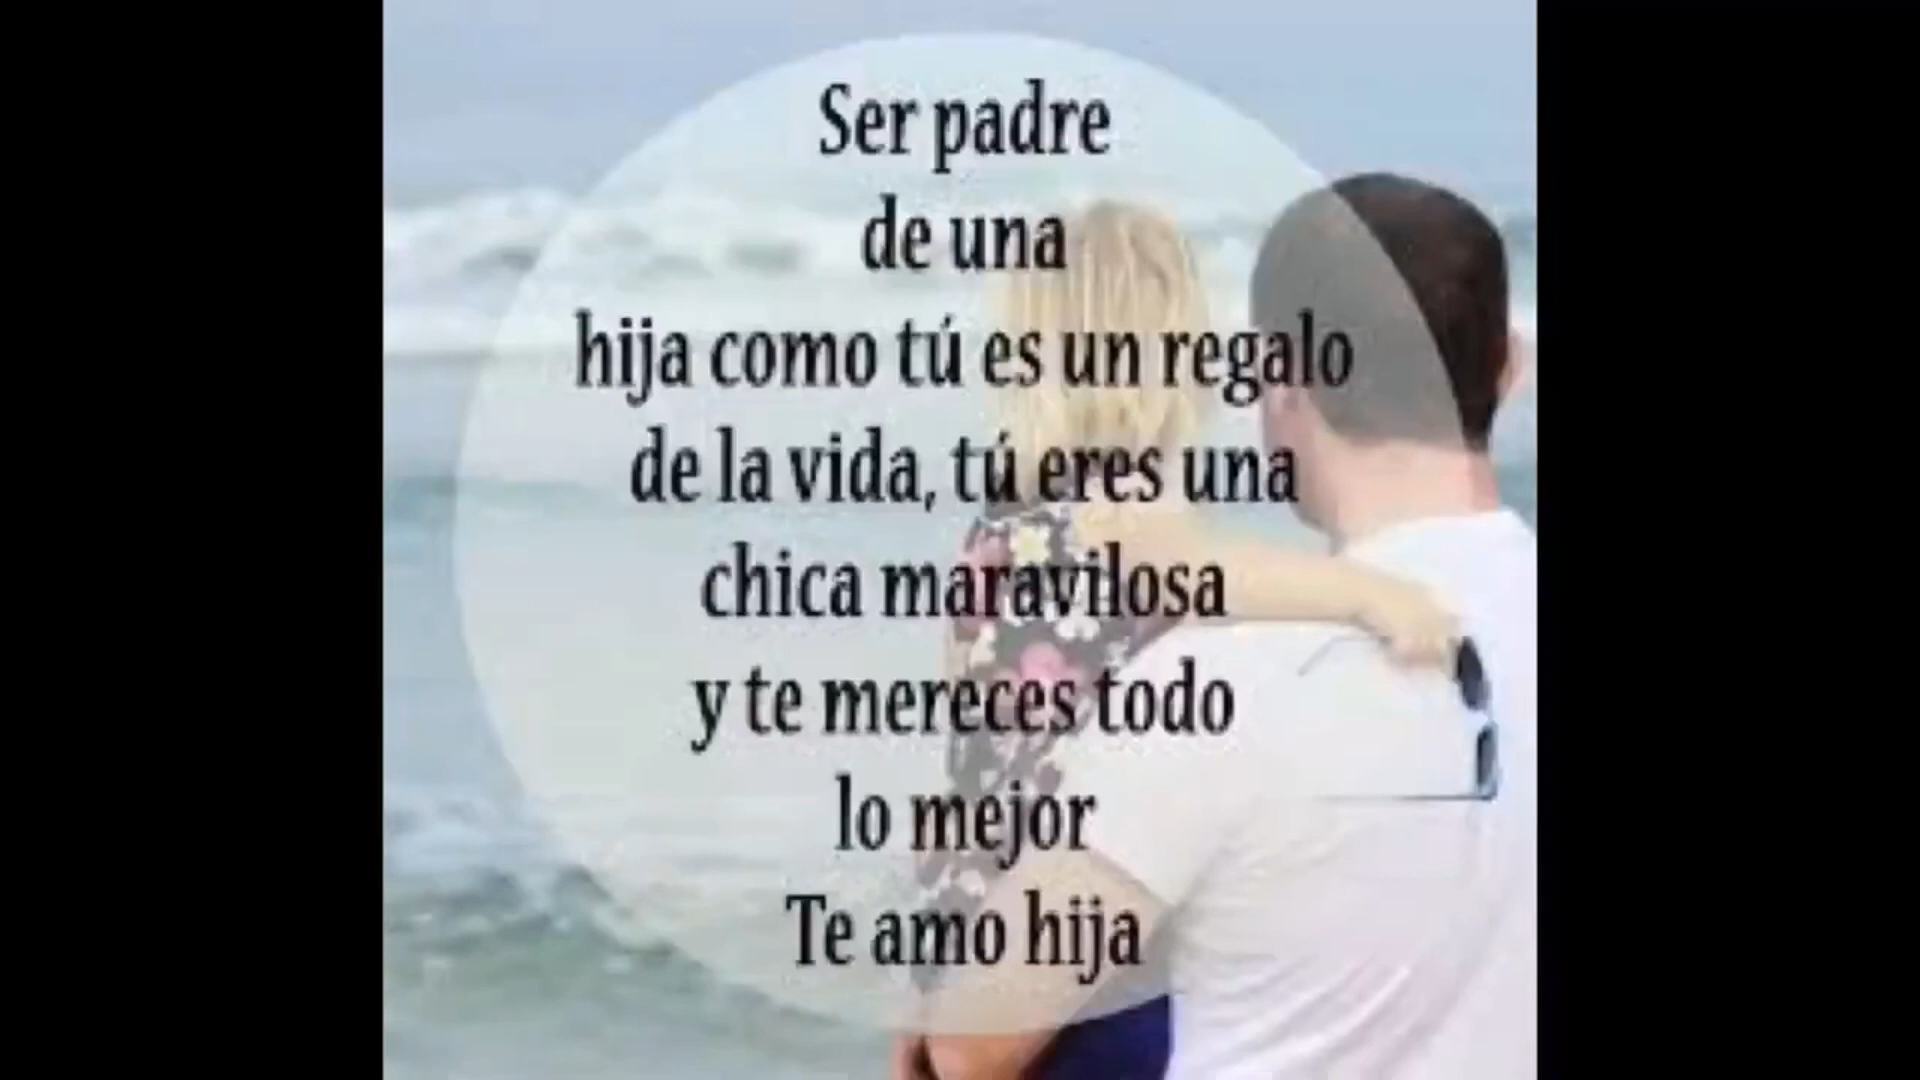 Ser padre
de una
hija como tú es un regalo
de la vida, tú eres una
chica maravilosa
y te mereces todo
lo mejor
Te amo hija